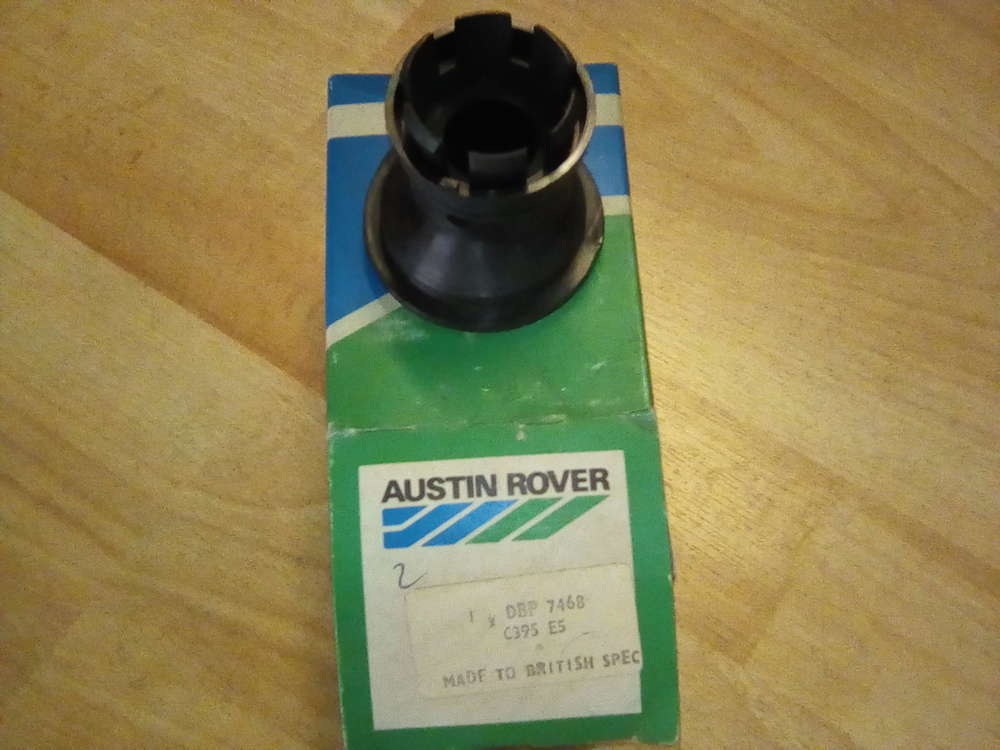 AUSTIN ROVER
2
1 x DBP 7468
C395 E5
MADE TO BRITISH SPEC